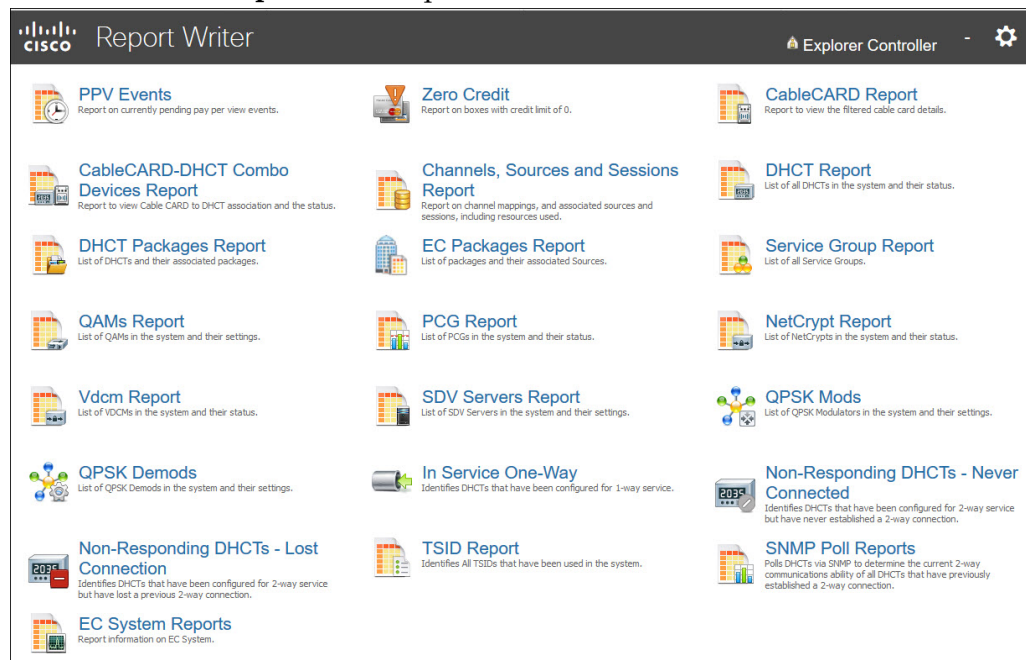 CISCO
Report Writer
Explorer Controller
-
PPV Events
Report on currently pending pay per view events.
Zero Credit
Report on boxes with credit limit of 0.
CableCARD Report
Report to view the filtered cable card details.
CableCARD-DHCT Combo
Devices Report
Report to view Cable CARD to DHCT association and the status.
Channels, Sources and Sessions
Report
Report on channel mappings, and associated sources and
sessions, including resources used.
DHCT Report
List of all DHCTs in the system and their status.
DHCT Packages Report
List of DHCTs and their associated packages.
EC Packages Report
List of packages and their associated Sources.
Service Group Report
List of all Service Groups.
QAMs Report
List of QAMs in the system and their settings.
PCG Report
List of PCGs in the system and their status.
NetCrypt Report
List of NetCrypts in the system and their status.
Vdcm Report
List of VDCMs in the system and their status.
SDV Servers Report
List of SDV Servers in the system and their settings.
QPSK Mods
List of QPSK Modulators in the system and their settings.
QPSK Demods
List of QPSK Demods in the system and their settings.
In Service One-Way
Identifies DHCTs that have been configured for 1-way service.
2035
Non-Responding DHCTs - Never
Connected
Identifies DHCTs that have been configured for 2-way service
but have never established a 2-way connection.
2035
Non-Responding DHCTs - Lost
Connection
Identifies DHCTs that have been configured for 2-way service
but have lost a previous 2-way connection.
TSID Report
Identifies All TSIDs that have been used in the system.
SNMP Poll Reports
Polls DHCTs via SNMP to determine the current 2-way
communications ability of all DHCTs that have previously
established a 2-way connection.
EC System Reports
Report information on EC System.